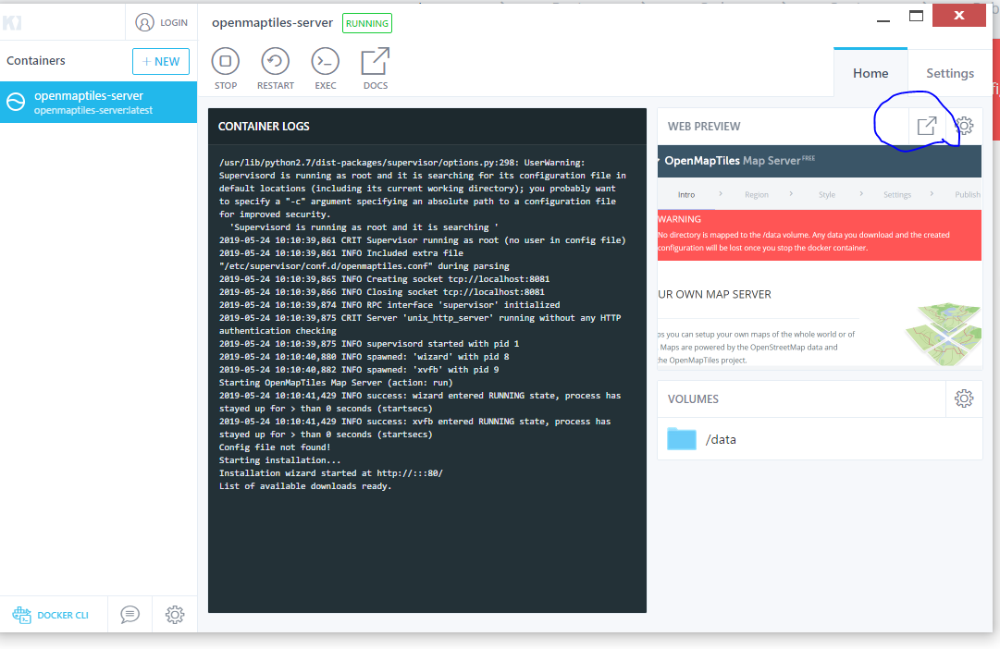 LOGIN
openmaptiles-server RUNNING
Containers
+ NEW
openmaptiles-server
openmaptiles-server:latest
STOP RESTART EXEC DOCS
Home Settings
CONTAINER LOGS
/usr/lib/python2.7/dist-packages/supervisor/options.py:298: UserWarning:
Supervisord is running as root and it is searching for its configuration file in
default locations (including its current working directory); you probably want
to specify a "-c" argument specifying an absolute path to a configuration file
for improved security.
'Supervisord is running as root and it is searching '
2019-05-24 10:10:39,861 CRIT Supervisor running as root (no user in config file)
2019-05-24 10:10:39,861 INFO Included extra file
"/etc/supervisor/conf.d/openmaptiles.conf" during parsing
2019-05-24 10:10:39,865 INFO Creating socket tcp://localhost:8081
2019-05-24 10:10:39,866 INFO Closing socket tcp://localhost:8081
2019-05-24 10:10:39,874 INFO RPC interface 'supervisor' initialized
2019-05-24 10:10:39,875 CRIT Server 'unix_http_server' running without any HTTP
authentication checking
2019-05-24 10:10:39,875 INFO supervisord started with pid 1
2019-05-24 10:10:40,880 INFO spawned: 'wizard' with pid 8
2019-05-24 10:10:40,882 INFO spawned: 'xvfb' with pid 9
Starting OpenMapTiles Map Server (action: run)
2019-05-24 10:10:41,429 INFO success: wizard entered RUNNING state, process has
stayed up for > than 0 seconds (startsecs)
2019-05-24 10:10:41,429 INFO success: xvfb entered RUNNING state, process has
stayed up for > than 0 seconds (startsecs)
Config file not found!
Starting installation...
Installation wizard started at http://:::80/
List of available downloads ready.
WEB PREVIEW
OpenMapTiles Map Server FREE
Intro > Region > Style > Settings > Publish
WARNING
No directory is mapped to the /data volume. Any data you download and the created
configuration will be lost once you stop the docker container.
UR OWN MAP SERVER
os you can setup your own maps of the whole world or of
Maps are powered by the OpenStreetMap data and
the OpenMapTiles project.
VOLUMES
/data
DOCKER CLI